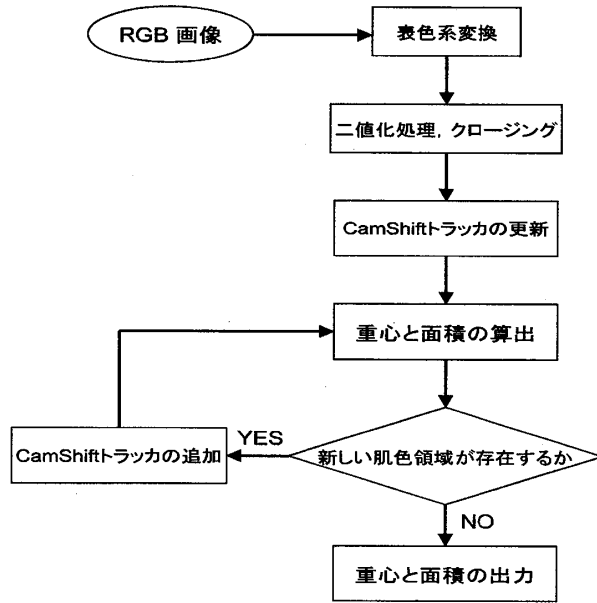 RGB 画像
表色系変換
二値化処理, クロージング
CamShiftトラッカの更新
重心と面積の算出
新しい肌色領域が存在するか
YES
CamShiftトラッカの追加
NO
重心と面積の出力